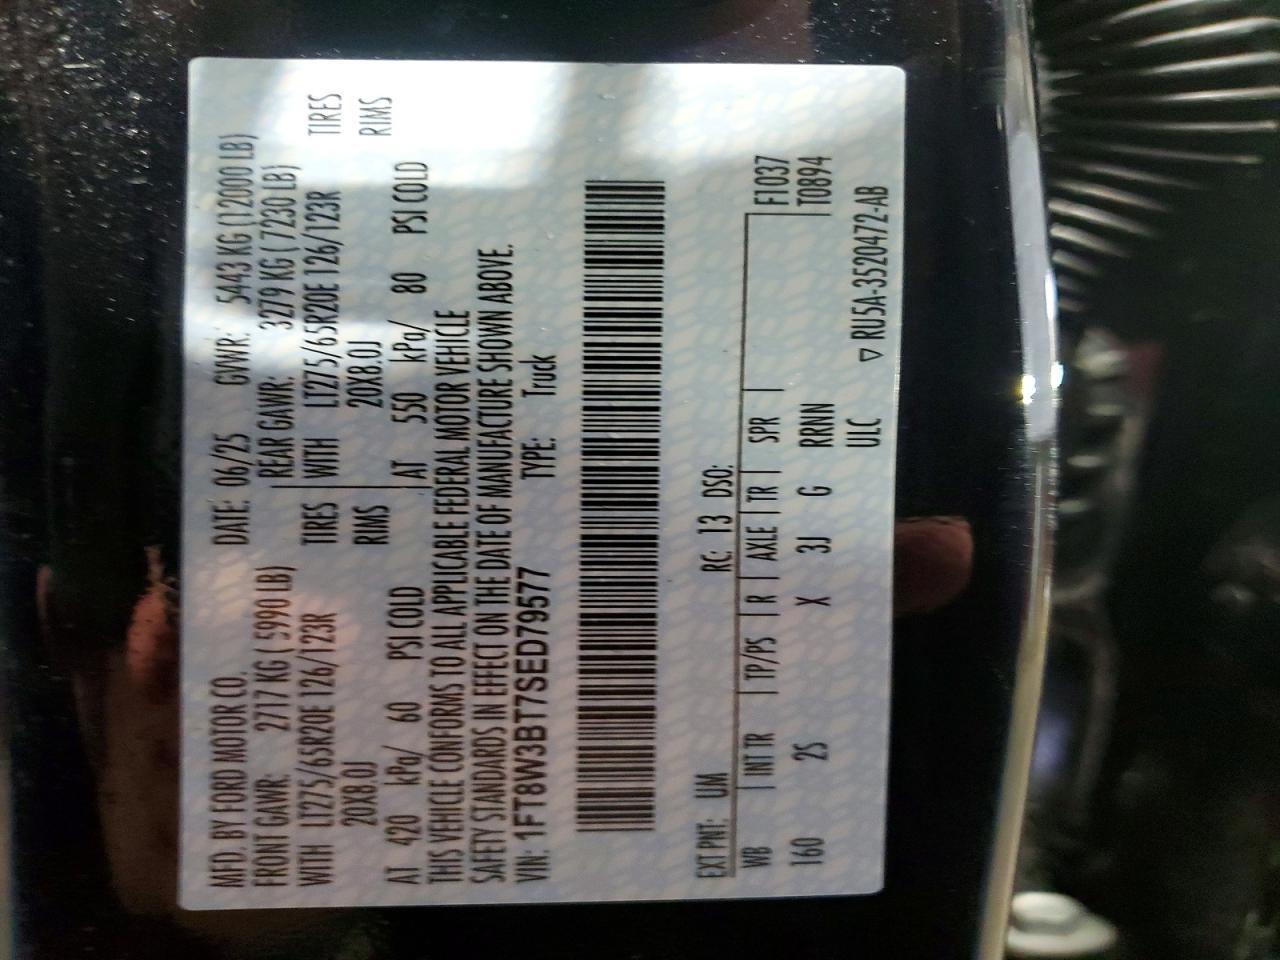 MFD. BY FORD MOTOR CO. DATE: 06/25 GVWR: 5443 KG (12000 LB)
FRONT GAWR: 2717 KG (5990 LB) REAR GAWR: 3279 KG (7230 LB)
WITH LT275/65R20E 126/123R TIRES WITH LT275/65R20E 126/123R TIRES
20X8.0J RIMS 20X8.0J RIMS
AT 420 kPa/ 60 PSI COLD AT 550 kPa/ 80 PSI COLD
THIS VEHICLE CONFORMS TO ALL APPLICABLE FEDERAL MOTOR VEHICLE
SAFETY STANDARDS IN EFFECT ON THE DATE OF MANUFACTURE SHOWN ABOVE.
VIN: 1FT8W3BT7SED79577 TYPE: Truck
EXT PNT: UM RC: 13 DSO:
WB INT TR TP/PS R AXLE TR SPR F1037
160 2S X 3J G RRNN T0894
ULC ▽ RU5A-3520472-AB